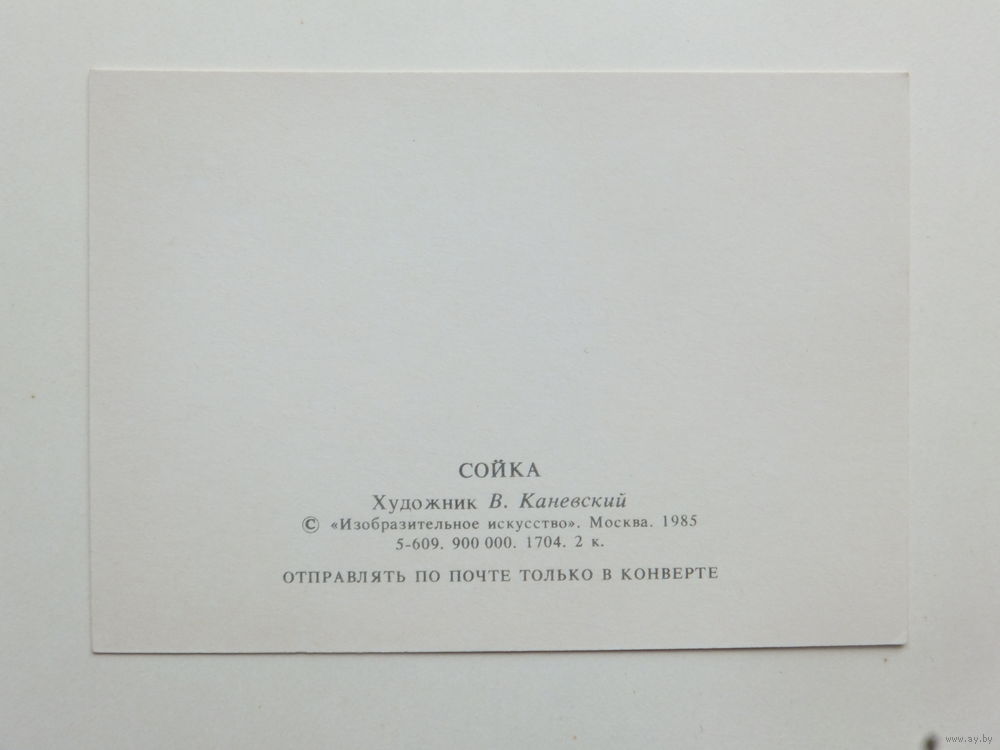 СОЙКА
Художник В. Каневский
© «Изобразительное искусство». Москва. 1985
5-609. 900 000. 1704. 2 к.
ОТПРАВЛЯТЬ ПО ПОЧТЕ ТОЛЬКО В КОНВЕРТЕ
www.ay.by